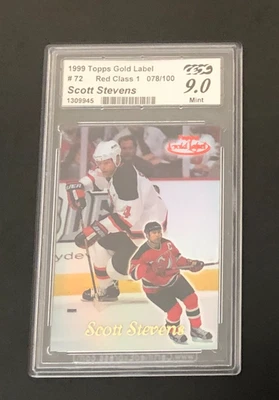 1999 Topps Gold Label
# 72 Red Class 1 078/100
Scott Stevens
1309945
9.0
Mint
Gold Label
Scott Stevens